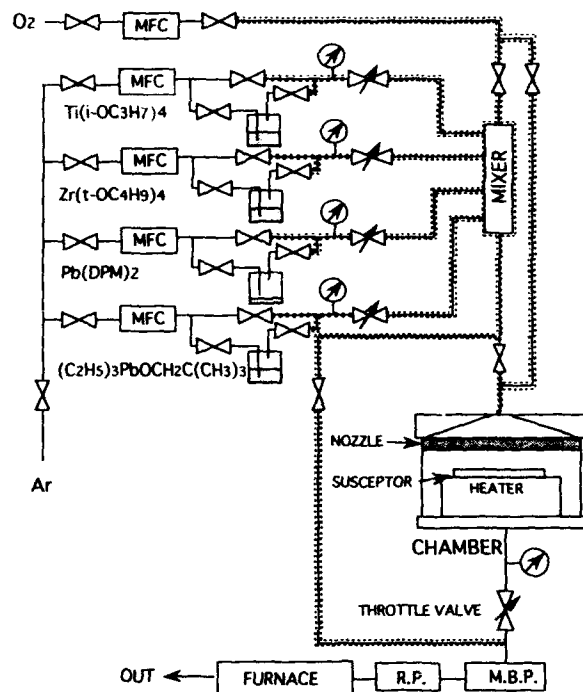 O2
MFC
MFC
Ti(i-OC3H7)4
MFC
Zr(t-OC4H9)4
MFC
Pb(DPM)2
MFC
(C2H5)3PbOCH2C(CH3)3
Ar
MIXER
NOZZLE
SUSCEPTOR
HEATER
CHAMBER
THROTTLE VALVE
OUT
FURNACE
R.P.
M.B.P.